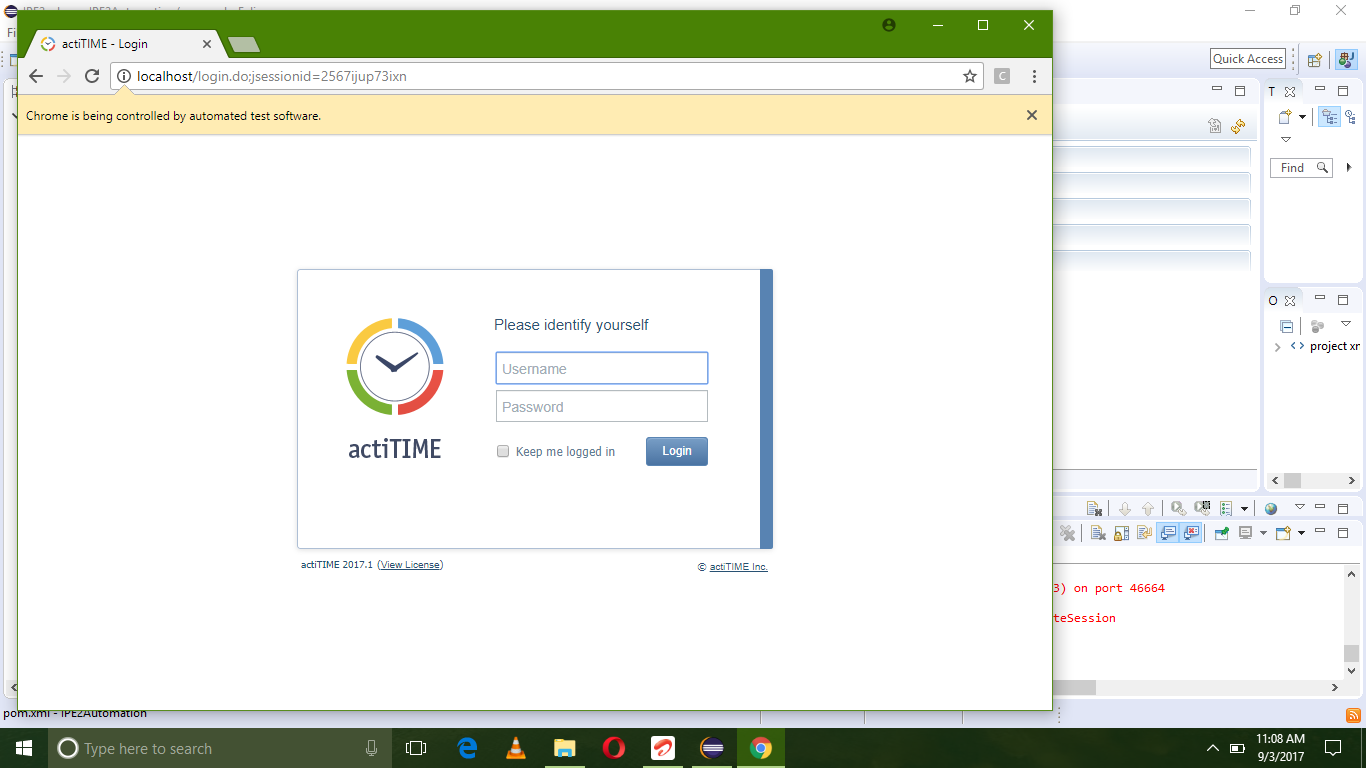 actiTIME - Login
localhost/login.do;jsessionid=2567ijup73ixn
C
Chrome is being controlled by automated test software.
Please identify yourself
Username
Password
Keep me logged in
Login
actiTIME
actiTIME 2017.1 (View License)
© actiTIME Inc.
Quick Access
T
Find
O
project
3) on port 46664
teSession
pom.xml - IPE2Automation
Type here to search
11:08 AM
9/3/2017